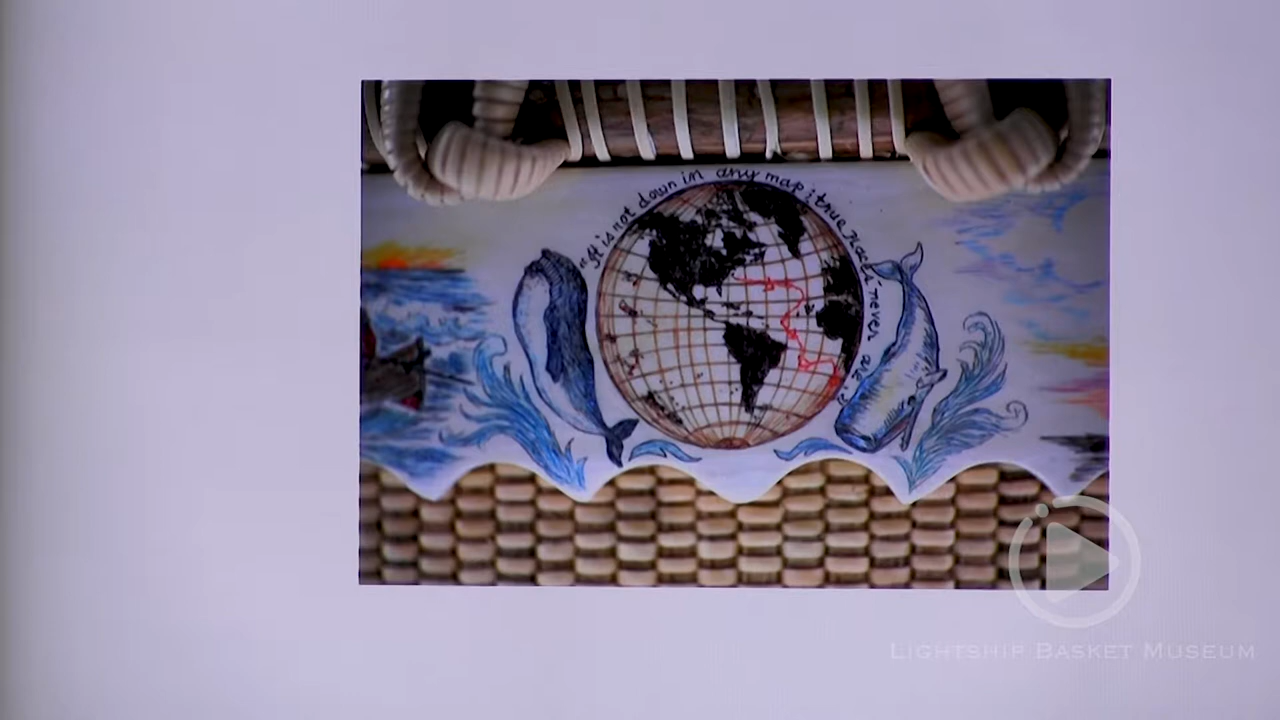 "It is not down in any map; true places never are."
LIGHTSHIP BASKET MUSEUM